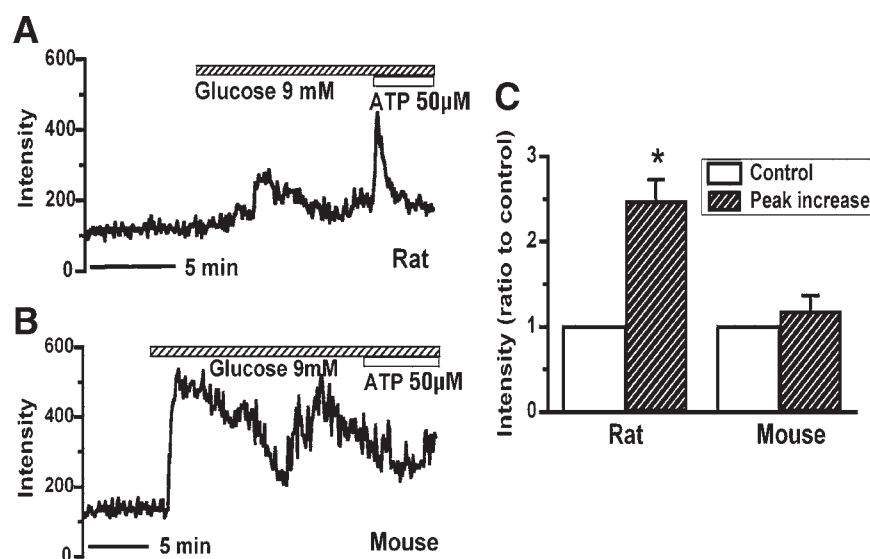 A
600
400
200
0
Intensity
Glucose 9 mM
ATP 50µM
5 min
Rat
B
600
400
200
0
Intensity
Glucose 9mM
ATP 50µM
5 min
Mouse
C
3
2
1
0
Intensity (ratio to control)
*
Control
Peak increase
Rat
Mouse